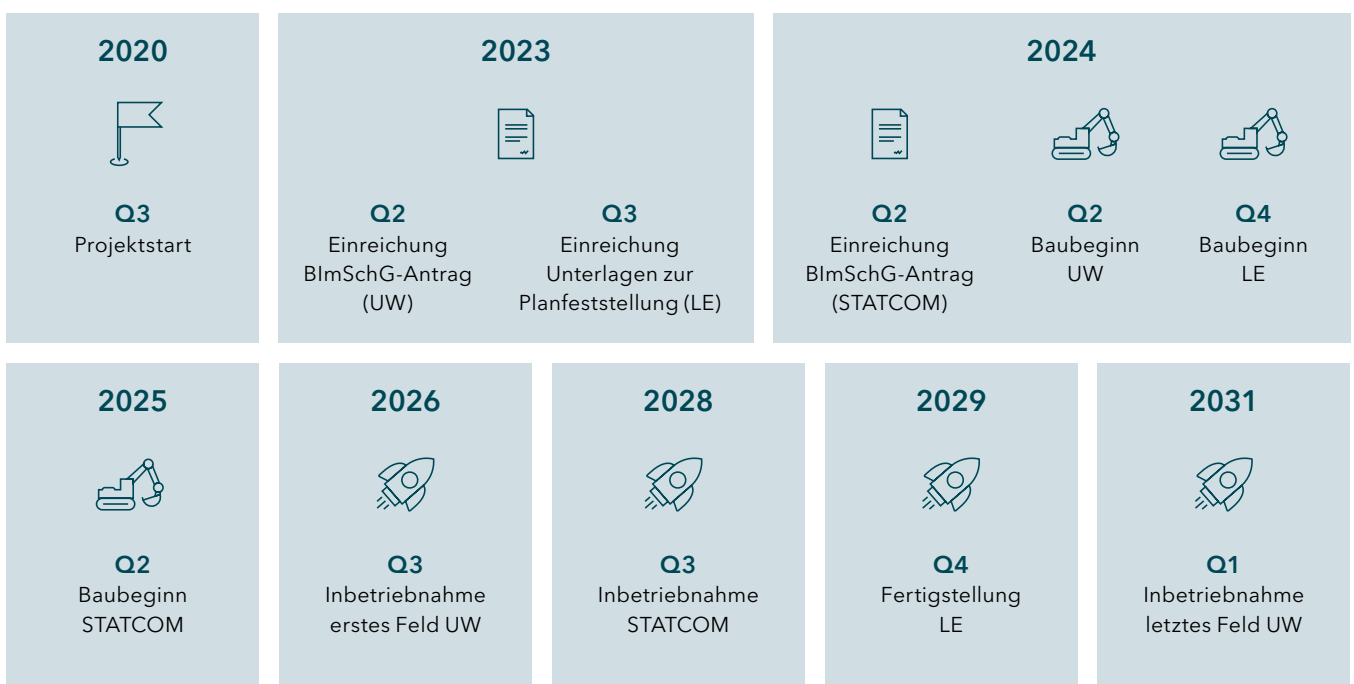 2020
Q3
Projektstart
2023
Q2
Einreichung
BImSchG-Antrag
(UW)
Q3
Einreichung
Unterlagen zur
Planfeststellung (LE)
2024
Q2
Einreichung
BImSchG-Antrag
(STATCOM)
Q2
Baubeginn
UW
Q4
Baubeginn
LE
2025
Q2
Baubeginn
STATCOM
2026
Q3
Inbetriebnahme
erstes Feld UW
2028
Q3
Inbetriebnahme
STATCOM
2029
Q4
Fertigstellung
LE
2031
Q1
Inbetriebnahme
letztes Feld UW